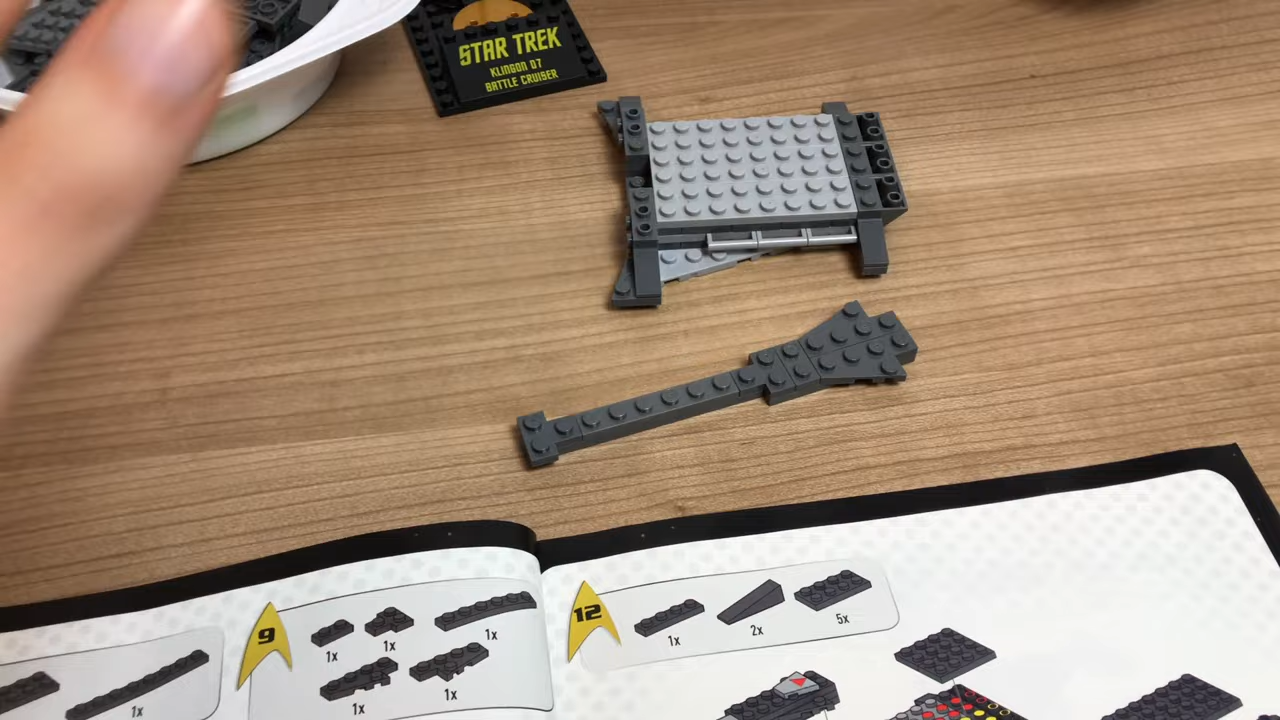 STAR TREK
KLINGON D7
BATTLE CRUISER
9
1x
1x
1x
1x
1x
1x
12
1x
2x
5x